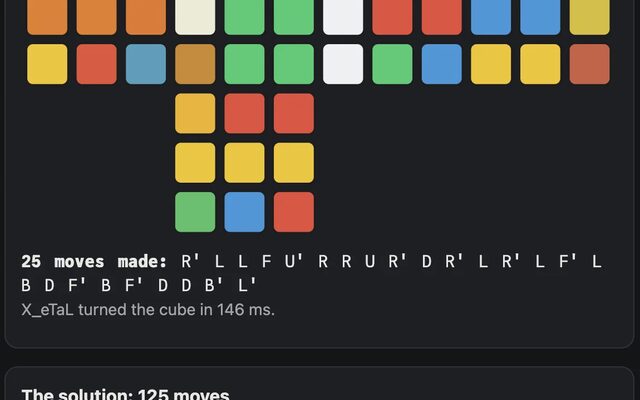 25 moves made: R' L L F U' R R U R' D R' L R' L F' L
B D F' B F' D D B' L'
X_eTaL turned the cube in 146 ms.
The solution: 125 moves